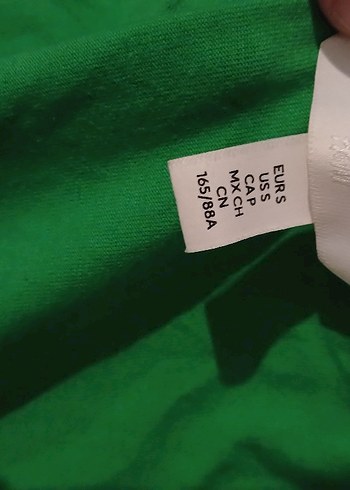 EUR S
US S
CA P
MX CH
CN
165/88A